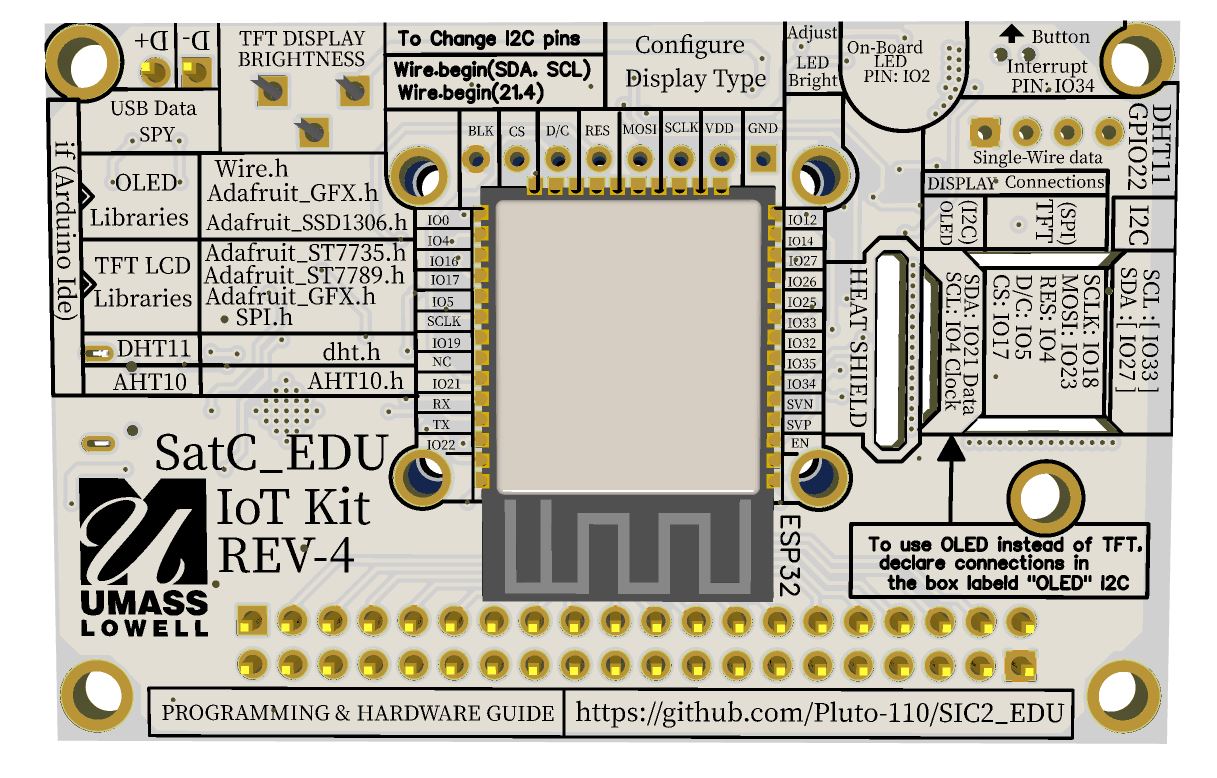 D+ D-
USB Data
SPY
TFT DISPLAY
BRIGHTNESS
To Change I2C pins
Wire.begin(SDA, SCL)
Wire.begin(21,4)
Configure
Display Type
Adjust
LED
Bright
On-Board
LED
PIN: IO2
Button
Interrupt
PIN: IO34
BLK CS D/C RES MOSI SCLK VDD GND
Single-Wire data
DHT11
GPIO22
DISPLAY Connections
(I2C)
OLED
(SPI)
TFT
I2C
if (Arduino Ide)
OLED
Libraries
Wire.h
Adafruit_GFX.h
Adafruit_SSD1306.h
TFT LCD
Libraries
Adafruit_ST7735.h
Adafruit_ST7789.h
Adafruit_GFX.h
SPI.h
DHT11 dht.h
AHT10 AHT10.h
IO0
IO4
IO16
IO17
IO5
SCLK
IO19
NC
IO21
RX
TX
IO22
IO12
IO14
IO27
IO26
IO25
IO33
IO32
IO35
IO34
SVN
SVP
EN
HEAT SHIELD
SDA: IO21 Data
SCL: IO4 Clock
SCLK: IO18
MOSI: IO23
RES: IO4
D/C: IO5
CS: IO17
SCL :[ IO33 ]
SDA :[ IO27 ]
SatC_EDU
IoT Kit
REV-4
UMASS
LOWELL
ESP32
To use OLED instead of TFT,
declare connections in
the box labeld "OLED" I2C
PROGRAMMING & HARDWARE GUIDE
https://github.com/Pluto-110/SIC2_EDU